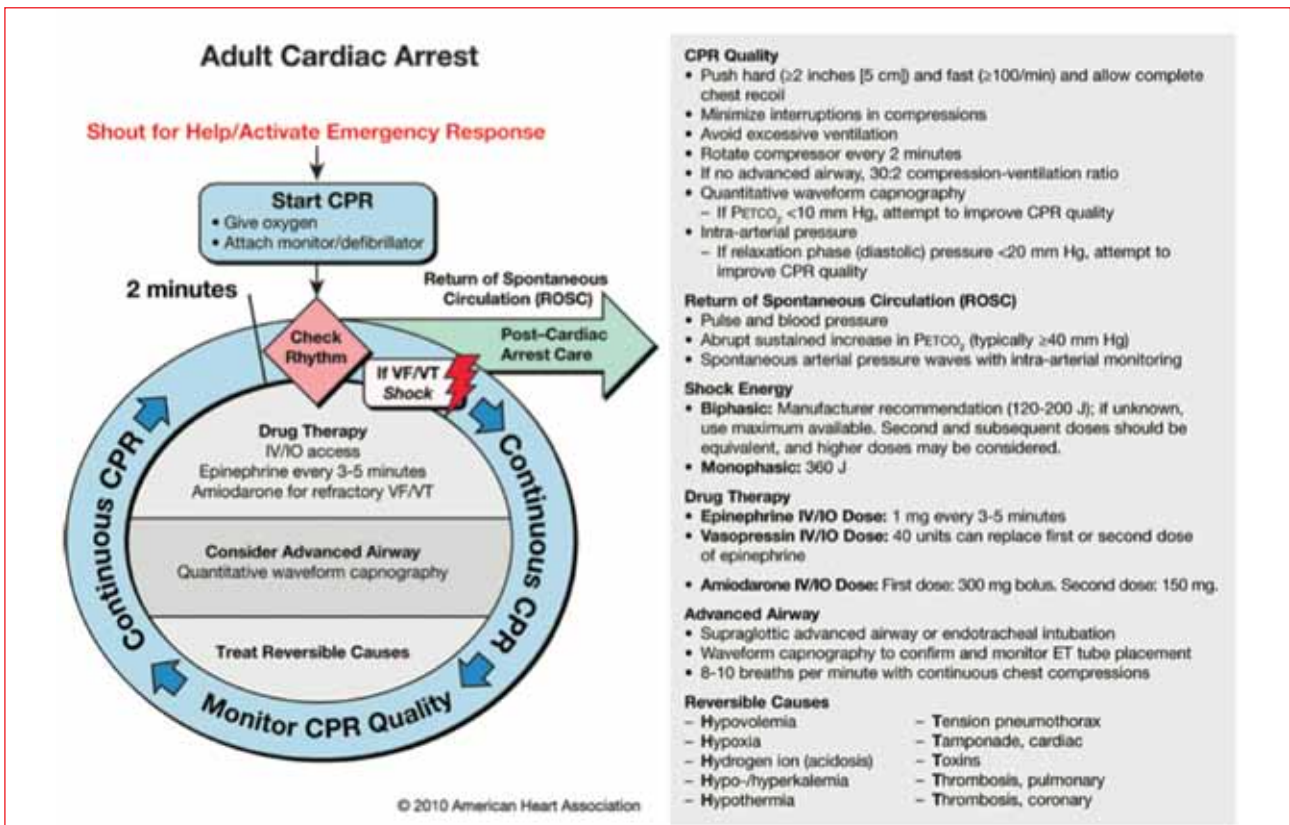 Adult Cardiac Arrest
Shout for Help/Activate Emergency Response
Start CPR
• Give oxygen
• Attach monitor/defibrillator
2 minutes
Return of Spontaneous
Circulation (ROSC)
Check
Rhythm
Post–Cardiac
Arrest Care
If VF/VT
Shock
Drug Therapy
IV/IO access
Epinephrine every 3-5 minutes
Amiodarone for refractory VF/VT
Consider Advanced Airway
Quantitative waveform capnography
Treat Reversible Causes
Continuous CPR
Continuous CPR
Monitor CPR Quality
© 2010 American Heart Association
CPR Quality
• Push hard (≥2 inches [5 cm]) and fast (≥100/min) and allow complete
chest recoil
• Minimize interruptions in compressions
• Avoid excessive ventilation
• Rotate compressor every 2 minutes
• If no advanced airway, 30:2 compression-ventilation ratio
• Quantitative waveform capnography
– If PETCO₂ <10 mm Hg, attempt to improve CPR quality
• Intra-arterial pressure
– If relaxation phase (diastolic) pressure <20 mm Hg, attempt to
improve CPR quality
Return of Spontaneous Circulation (ROSC)
• Pulse and blood pressure
• Abrupt sustained increase in PETCO₂ (typically ≥40 mm Hg)
• Spontaneous arterial pressure waves with intra-arterial monitoring
Shock Energy
• Biphasic: Manufacturer recommendation (120-200 J); if unknown,
use maximum available. Second and subsequent doses should be
equivalent, and higher doses may be considered.
• Monophasic: 360 J
Drug Therapy
• Epinephrine IV/IO Dose: 1 mg every 3-5 minutes
• Vasopressin IV/IO Dose: 40 units can replace first or second dose
of epinephrine
• Amiodarone IV/IO Dose: First dose: 300 mg bolus. Second dose: 150 mg.
Advanced Airway
• Supraglottic advanced airway or endotracheal intubation
• Waveform capnography to confirm and monitor ET tube placement
• 8-10 breaths per minute with continuous chest compressions
Reversible Causes
– Hypovolemia
– Hypoxia
– Hydrogen ion (acidosis)
– Hypo-/hyperkalemia
– Hypothermia
– Tension pneumothorax
– Tamponade, cardiac
– Toxins
– Thrombosis, pulmonary
– Thrombosis, coronary